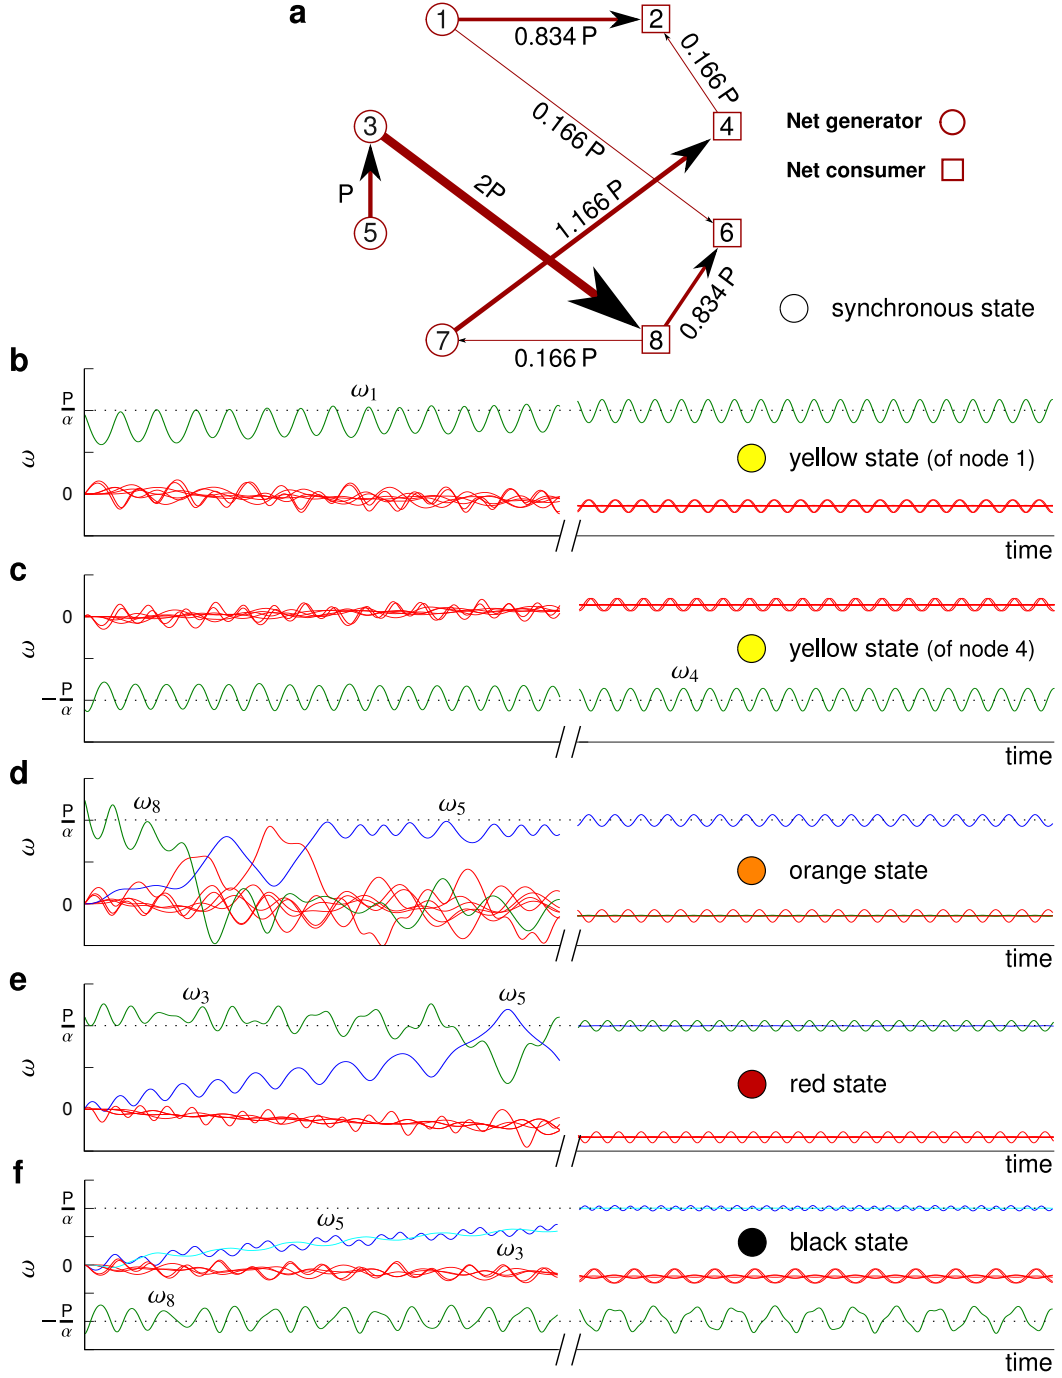 a
1
2
0.834 P
0.166 P
3
0.166 P
4
Net generator
Net consumer
P
2P
1.166 P
5
6
0.834 P
synchronous state
7
8
0.166 P
b
P/α
ω1
ω
yellow state (of node 1)
0
time
c
0
ω
yellow state (of node 4)
−P/α
ω4
time
d
P/α
ω8
ω5
ω
orange state
0
time
e
ω3
ω5
P/α
ω
red state
0
time
f
P/α
ω5
ω
black state
0
ω3
ω8
−P/α
time